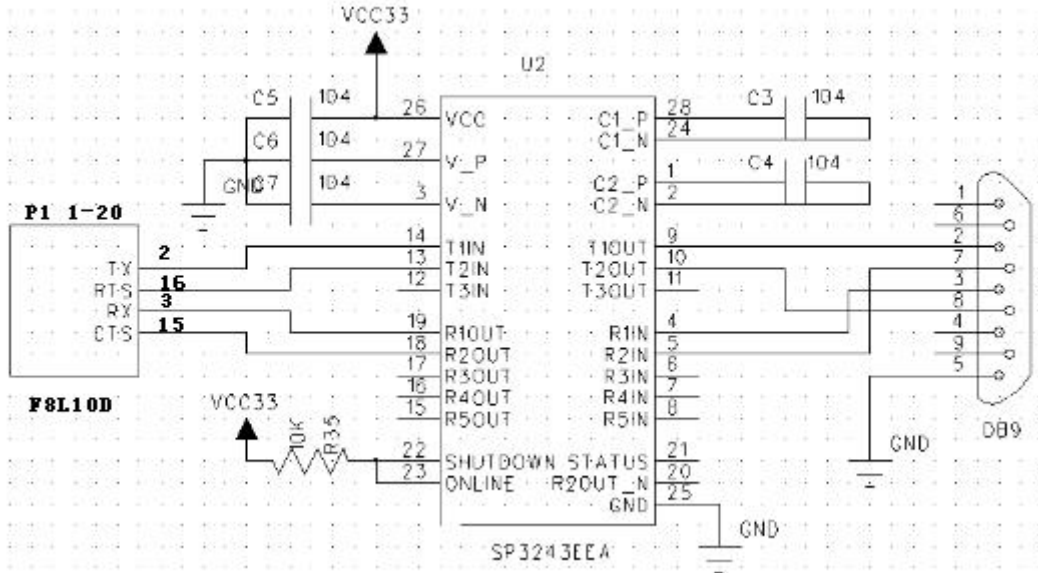 VCC33
U2
C5 104
26 VCC
C1_P 28
C3 104
C1_N 24
C6 104
27 V_P
C2_P 1
C4 104
GND C7 104
3 V_N
C2_N 2
1
6
P1 1-20
14 T1IN
T1OUT 9
2
TX 2
13 T2IN
T2OUT 10
7
RTS 16
12 T3IN
T3OUT 11
3
RX 3
8
CTS 15
19 R1OUT
R1IN 4
4
18 R2OUT
R2IN 5
9
17 R3OUT
R3IN 6
5
16 R4OUT
R4IN 7
15 R5OUT
R5IN 8
F8L10D
VCC33
10K
R35
DB9
GND
22 SHUTDOWN
STATUS 21
23 ONLINE
R2OUT_N 20
GND 25
GND
SP3243EEA